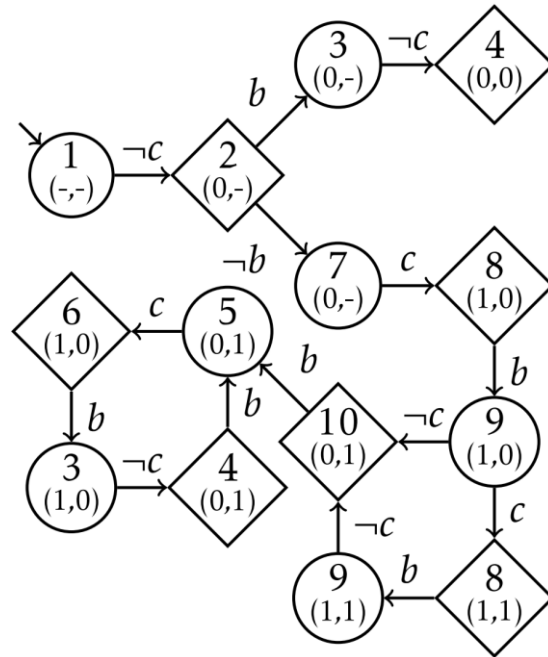 3
(0,-)
¬c
4
(0,0)
b
1
(-,-)
¬c
2
(0,-)
¬b
7
(0,-)
c
8
(1,0)
6
(1,0)
c
5
(0,1)
b
b
10
(0,1)
¬c
9
(1,0)
b
b
3
(1,0)
¬c
4
(0,1)
¬c
c
9
(1,1)
b
8
(1,1)